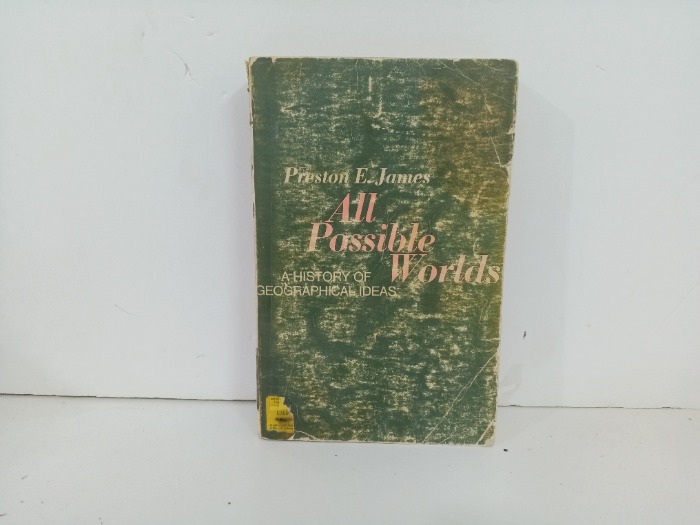 Preston E. James
All
Possible
Worlds
A HISTORY OF
GEOGRAPHICAL IDEAS